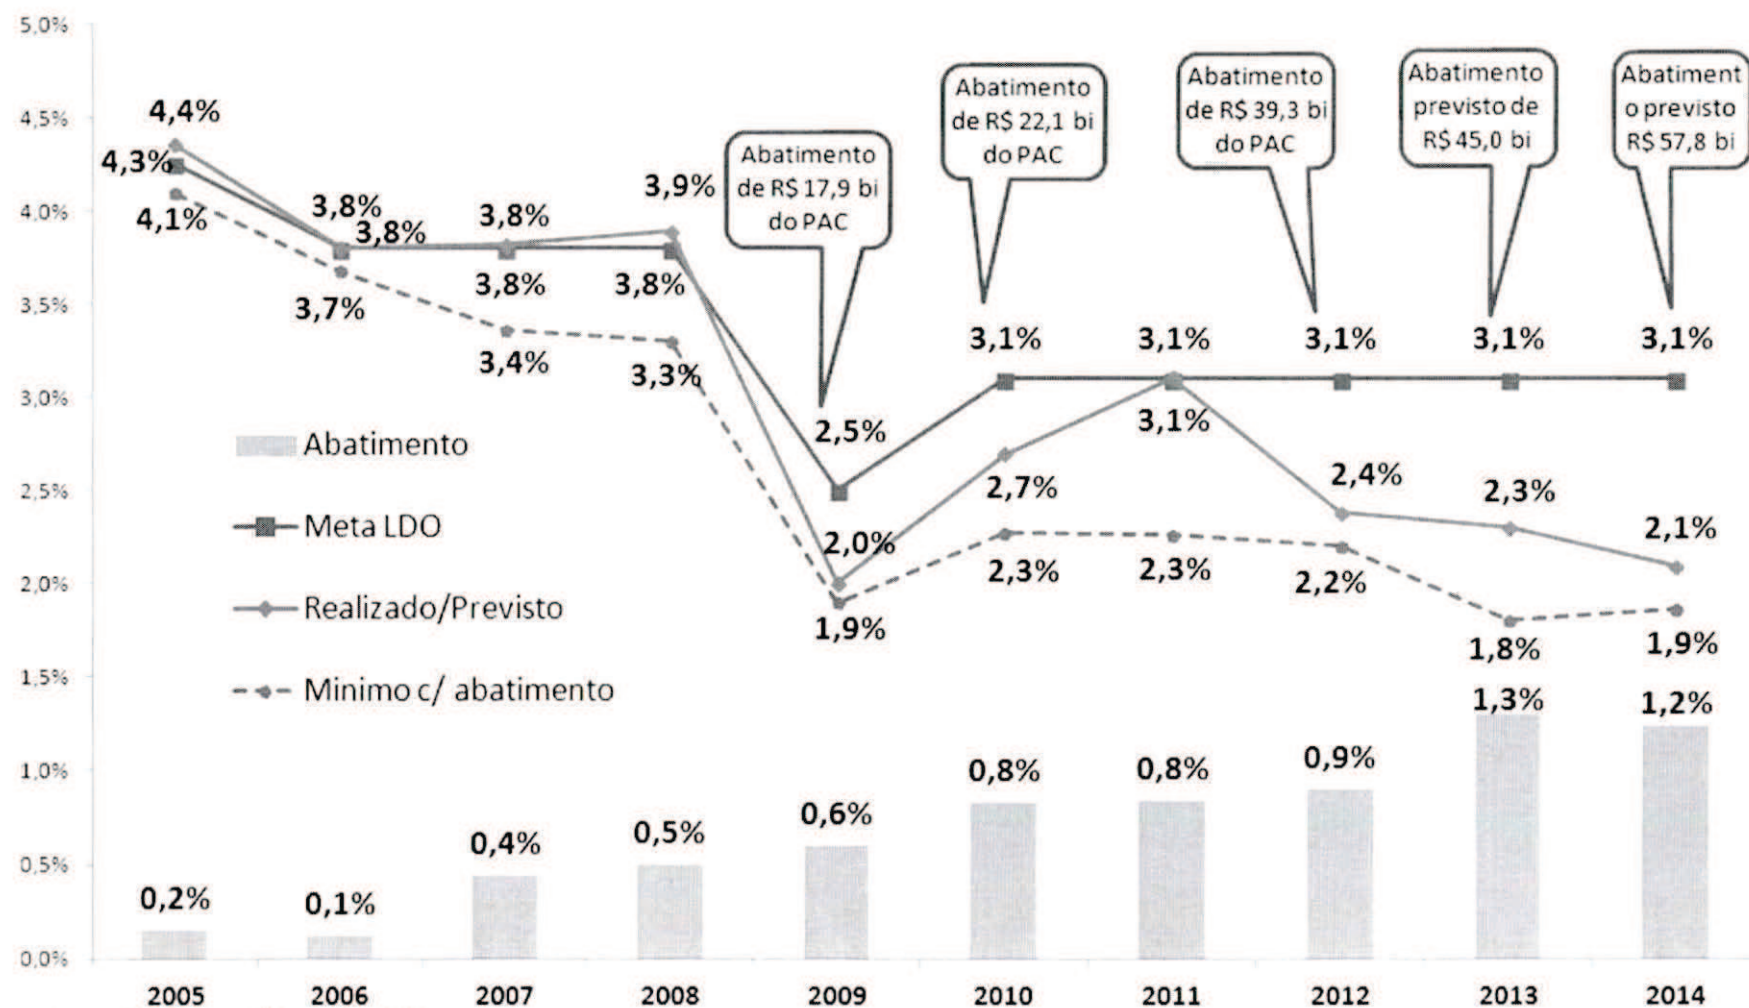 5,0%
4,5%
4,0%
3,5%
3,0%
2,5%
2,0%
1,5%
1,0%
0,5%
0,0%
4,4%
4,3%
4,1%
3,8%
3,8%
3,7%
3,8%
3,8%
3,4%
3,9%
3,8%
3,3%
Abatimento
de R$ 17,9 bi
do PAC
2,5%
2,0%
1,9%
Abatimento
de R$ 22,1 bi
do PAC
3,1%
2,7%
2,3%
3,1%
3,1%
2,3%
Abatimento
de R$ 39,3 bi
do PAC
3,1%
2,4%
2,2%
Abatimento
previsto de
R$ 45,0 bi
3,1%
2,3%
1,8%
Abatiment
o previsto
R$ 57,8 bi
3,1%
2,1%
1,9%
Abatimento
Meta LDO
Realizado/Previsto
Minimo c/ abatimento
0,2%
0,1%
0,4%
0,5%
0,6%
0,8%
0,8%
0,9%
1,3%
1,2%
2005 2006 2007 2008 2009 2010 2011 2012 2013 2014